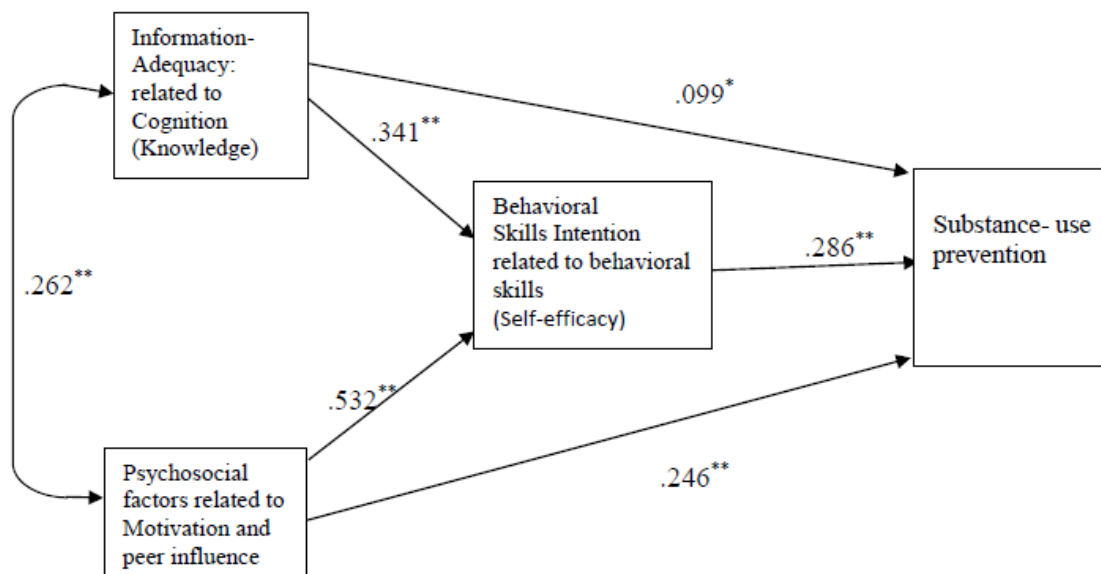 Information-
Adequacy:
related to
Cognition
(Knowledge)
.099*
.341**
Behavioral
Skills Intention
related to behavioral
skills
(Self-efficacy)
Substance- use
prevention
.286**
.262**
.532**
.246**
Psychosocial
factors related to
Motivation and
peer influence